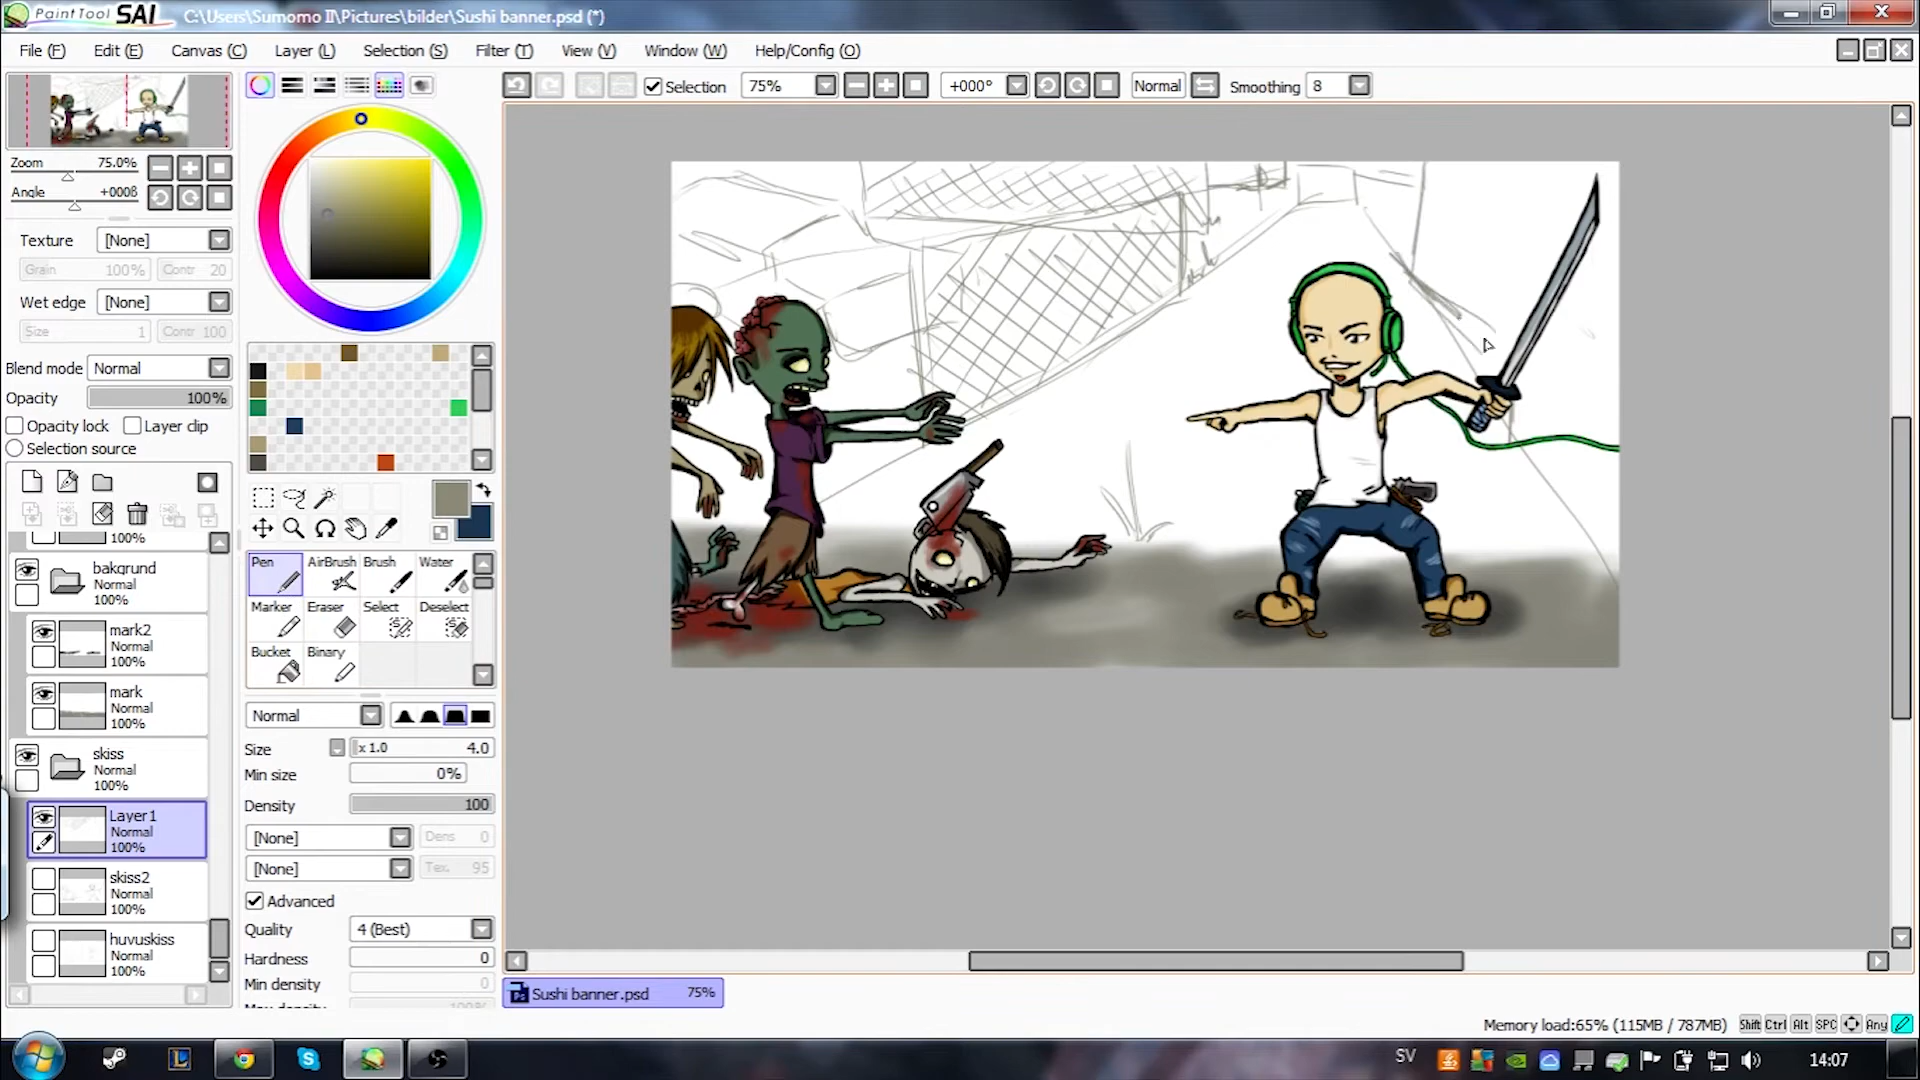 PaintTool SAI C:\Users\Sumomo II\Pictures\bilder\Sushi banner.psd (*)
File (F) Edit (E) Canvas (C) Layer (L) Selection (S) Filter (T) View (V) Window (W) Help/Config (O)
Selection 75% +000° Normal Smoothing 8
Zoom 75.0%
Angle +000ß
Texture [None]
Grain 100% Contr 20
Wet edge [None]
Size 1 Contr 100
Blend mode Normal
Opacity 100%
Opacity lock Layer clip
Selection source
100%
bakgrund
Normal
100%
mark2
Normal
100%
mark
Normal
100%
skiss
Normal
100%
Layer1
Normal
100%
skiss2
Normal
100%
huvuskiss
Normal
100%
Pen AirBrush Brush Water
Marker Eraser Select Deselect
Bucket Binary
Normal
Size x 1.0 4.0
Min size 0%
Density 100
[None] Dens 0
[None] Tex. 95
Advanced
Quality 4 (Best)
Hardness 0
Min density 0
Sushi banner.psd 75%
Memory load:65% (115MB / 787MB) Shift Ctrl Alt SPC Any
SV 14:07